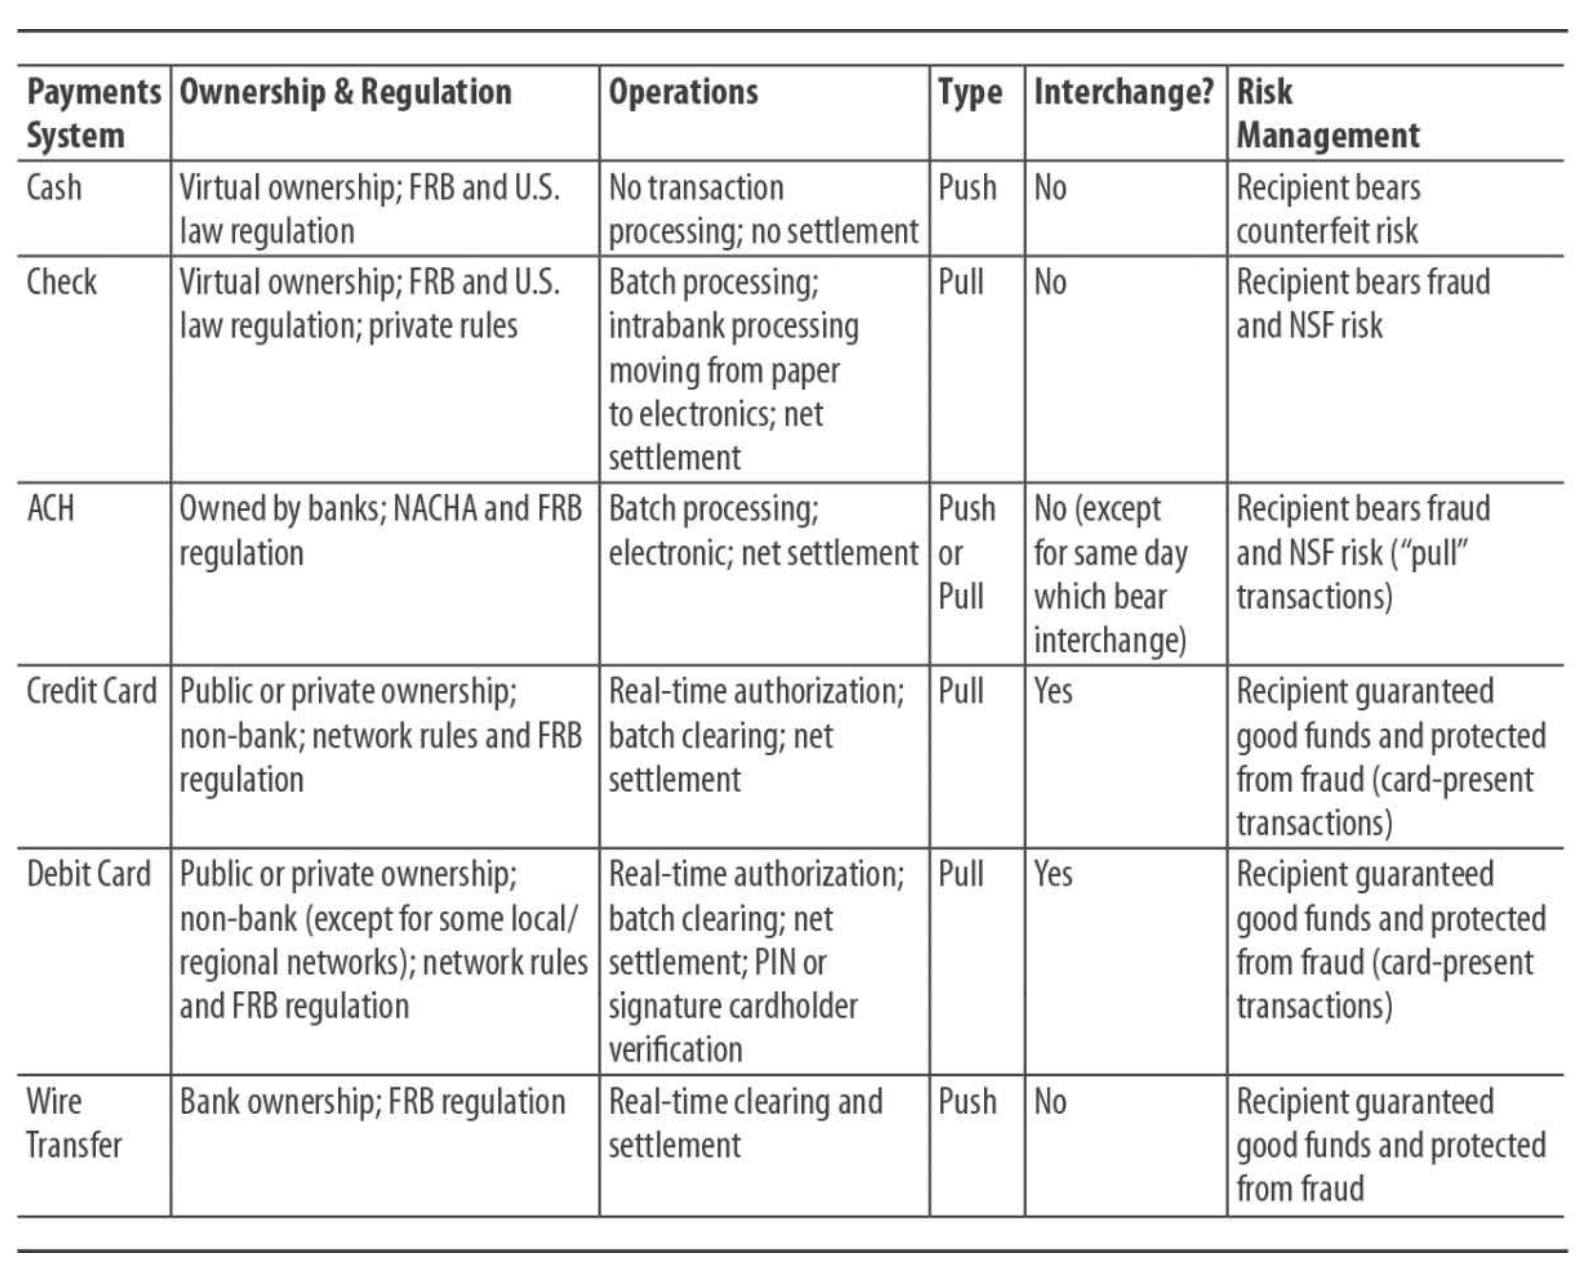 Payments System
Ownership & Regulation
Operations
Type
Interchange?
Risk
Management
Cash
Virtual ownership; FRB and U.S.
law regulation
No transaction
processing; no settlement
Push
No
Recipient bears
counterfeit risk
Check
Virtual ownership; FRB and U.S.
law regulation; private rules
Batch processing;
intrabank processing
moving from paper
to electronics; net
settlement
Pull
No
Recipient bears fraud
and NSF risk
ACH
Owned by banks; NACHA and FRB
regulation
Batch processing;
electronic; net settlement
Push
or
Pull
No (except
for same day
which bear
interchange)
Recipient bears fraud
and NSF risk (“pull”
transactions)
Credit Card
Public or private ownership;
non-bank; network rules and FRB
regulation
Real-time authorization;
batch clearing; net
settlement
Pull
Yes
Recipient guaranteed
good funds and protected
from fraud (card-present
transactions)
Debit Card
Public or private ownership;
non-bank (except for some local/
regional networks); network rules
and FRB regulation
Real-time authorization;
batch clearing; net
settlement; PIN or
signature cardholder
verification
Pull
Yes
Recipient guaranteed
good funds and protected
from fraud (card-present
transactions)
Wire
Transfer
Bank ownership; FRB regulation
Real-time clearing and
settlement
Push
No
Recipient guaranteed
good funds and protected
from fraud